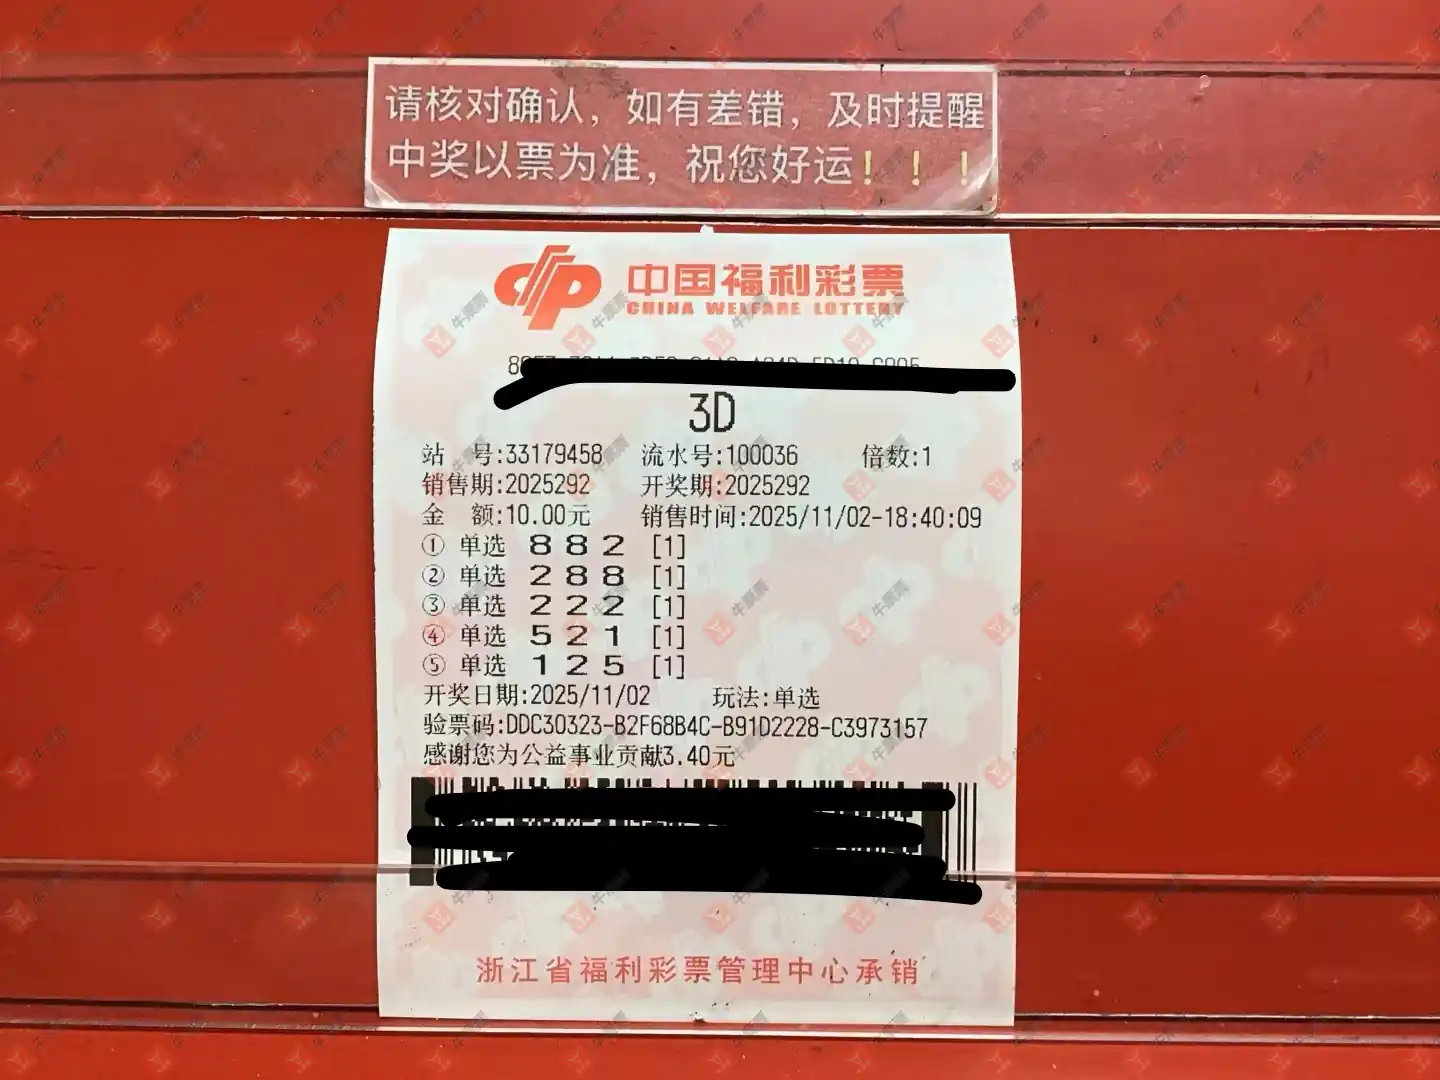 请核对确认，如有差错，及时提醒
中奖以票为准，祝您好运！！！
中国福利彩票
CHINA WELFARE LOTTERY
3D
站 号:33179458 流水号:100036 倍数:1
销售期:2025292 开奖期:2025292
金 额:10.00元 销售时间:2025/11/02-18:40:09
① 单选 8 8 2 [1]
② 单选 2 8 8 [1]
③ 单选 2 2 2 [1]
④ 单选 5 2 1 [1]
⑤ 单选 1 2 5 [1]
开奖日期:2025/11/02 玩法:单选
验票码:DDC30323-B2F68B4C-B91D2228-C3973157
感谢您为公益事业贡献3.40元
浙江省福利彩票管理中心承销
牛票票